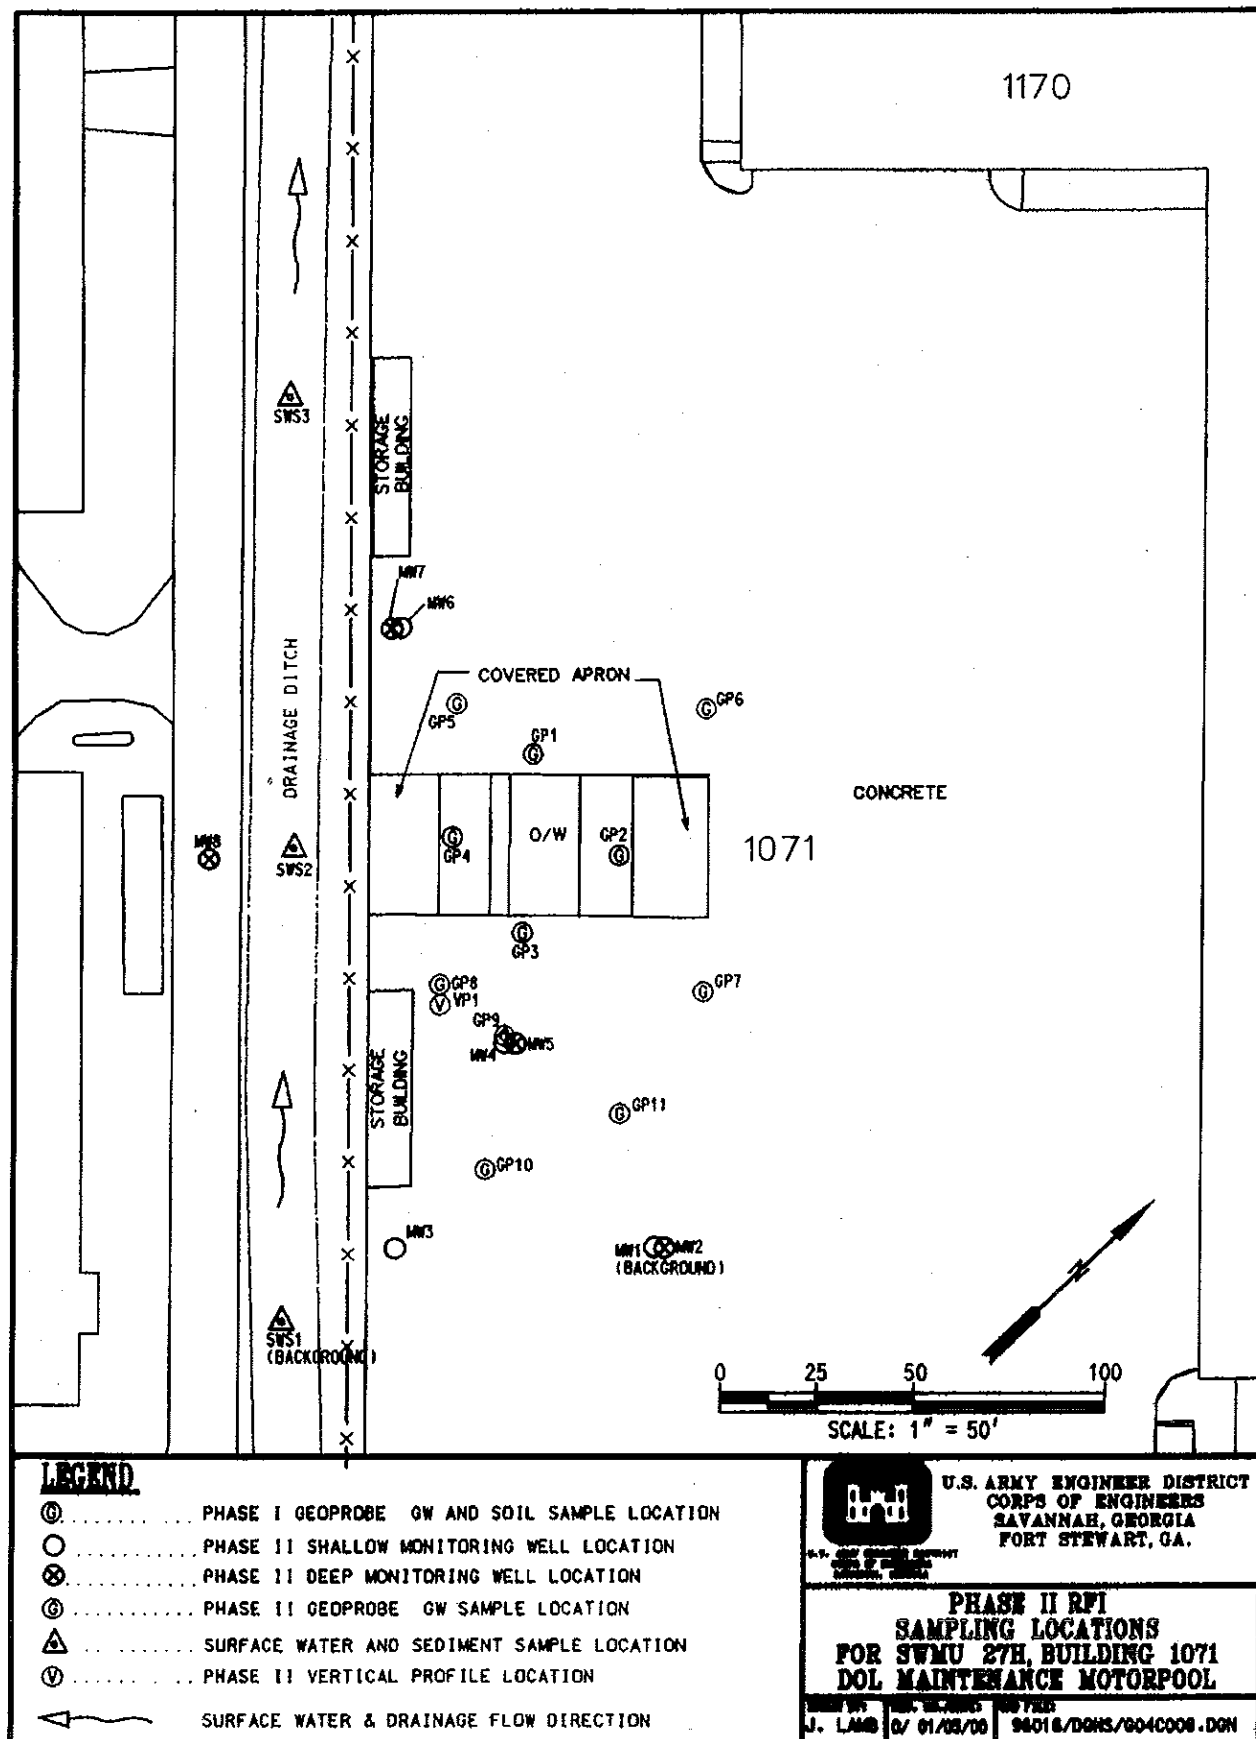 1170
SWS3
STORAGE
BUILDING
MW7
MW6
DRAINAGE DITCH
COVERED APRON
GP5
GP6
GP1
CONCRETE
MW8
SWS2
GP4
O/W
GP2
1071
GP3
GP8
VP1
GP7
GP9
MW4
MW5
STORAGE
BUILDING
GP11
GP10
MW3
MW1
MW2
(BACKGROUND)
SWS1
(BACKGROUND)
N
0 25 50 100
SCALE: 1" = 50'
LEGEND
G PHASE I GEOPROBE GW AND SOIL SAMPLE LOCATION
PHASE II SHALLOW MONITORING WELL LOCATION
PHASE II DEEP MONITORING WELL LOCATION
G PHASE II GEOPROBE GW SAMPLE LOCATION
SURFACE WATER AND SEDIMENT SAMPLE LOCATION
V PHASE II VERTICAL PROFILE LOCATION
SURFACE WATER & DRAINAGE FLOW DIRECTION
U.S. ARMY ENGINEER DISTRICT
CORPS OF ENGINEERS
SAVANNAH, GEORGIA
FORT STEWART, GA.
PHASE II RFI
SAMPLING LOCATIONS
FOR SWMU 27H, BUILDING 1071
DOL MAINTENANCE MOTORPOOL
J. LAMB
0/ 01/05/00